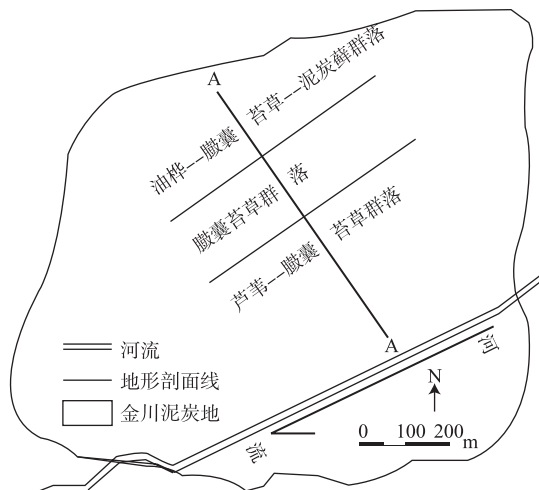 A
油桦--臌囊苔草--泥炭藓群落
臌囊苔草群落
芦苇--臌囊苔草群落
A
河流
河流
地形剖面线
金川泥炭地
N
0 100 200 m